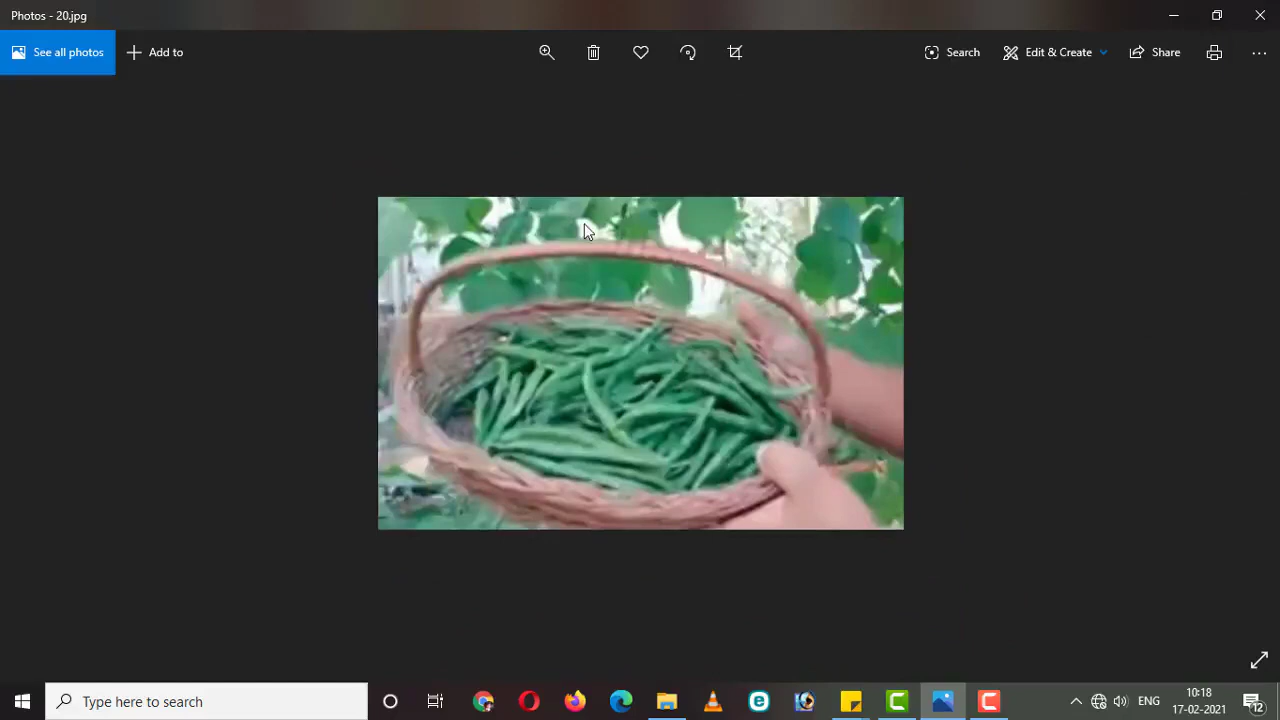 Photos - 20.jpg
See all photos
Add to
Search
Edit & Create
Share
Type here to search
ENG
10:18
17-02-2021
12